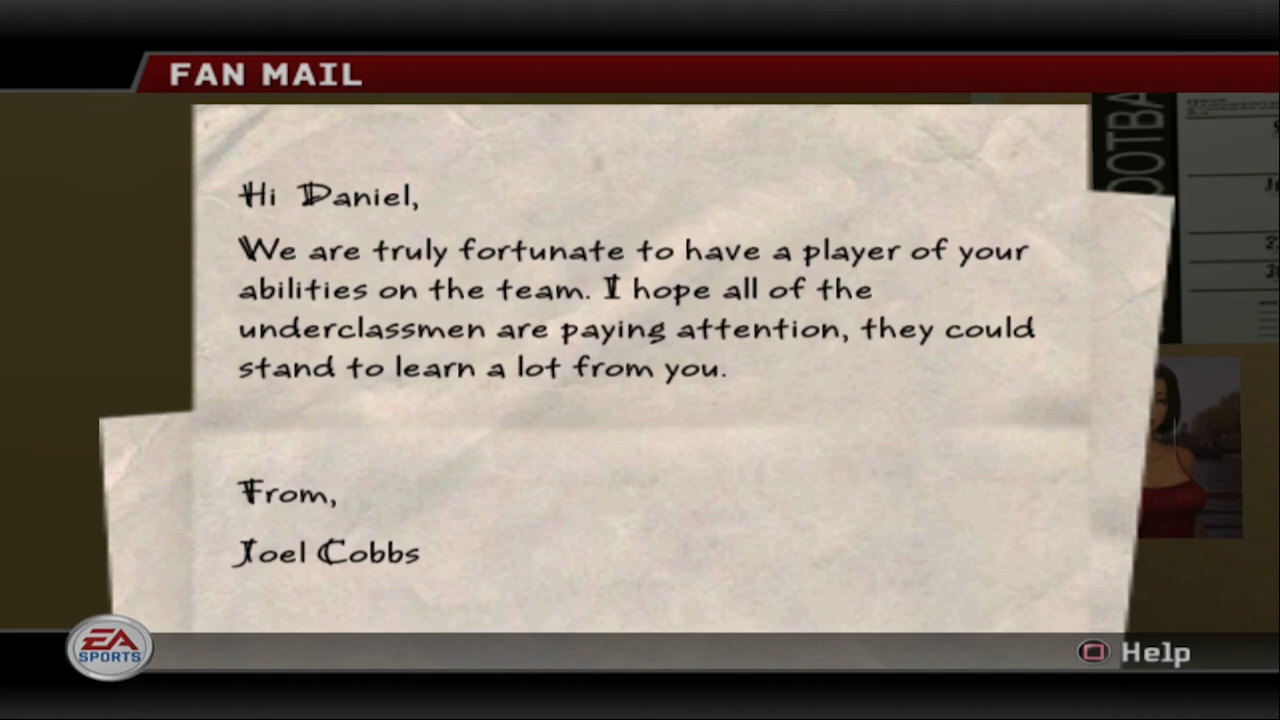 FAN MAIL
Hi Daniel,
We are truly fortunate to have a player of your
abilities on the team. I hope all of the
underclassmen are paying attention, they could
stand to learn a lot from you.
From,
Joel Cobbs
EA
SPORTS
Help